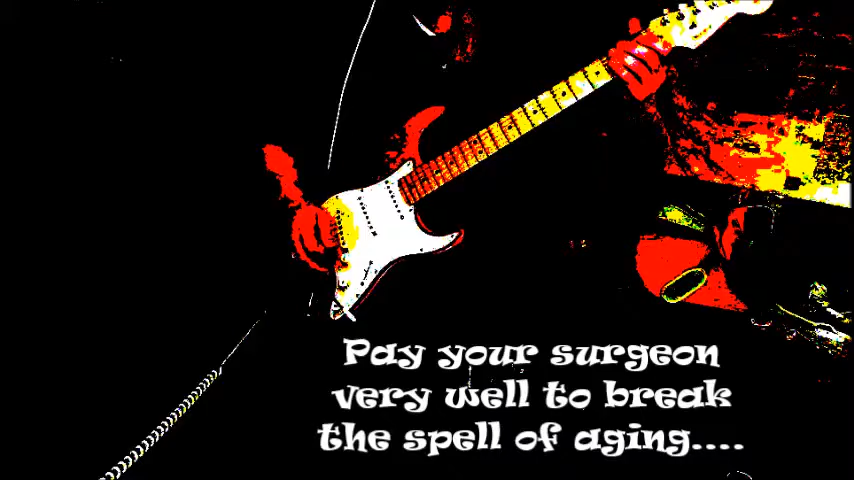 Pay your surgeon
very well to break
the spell of aging....